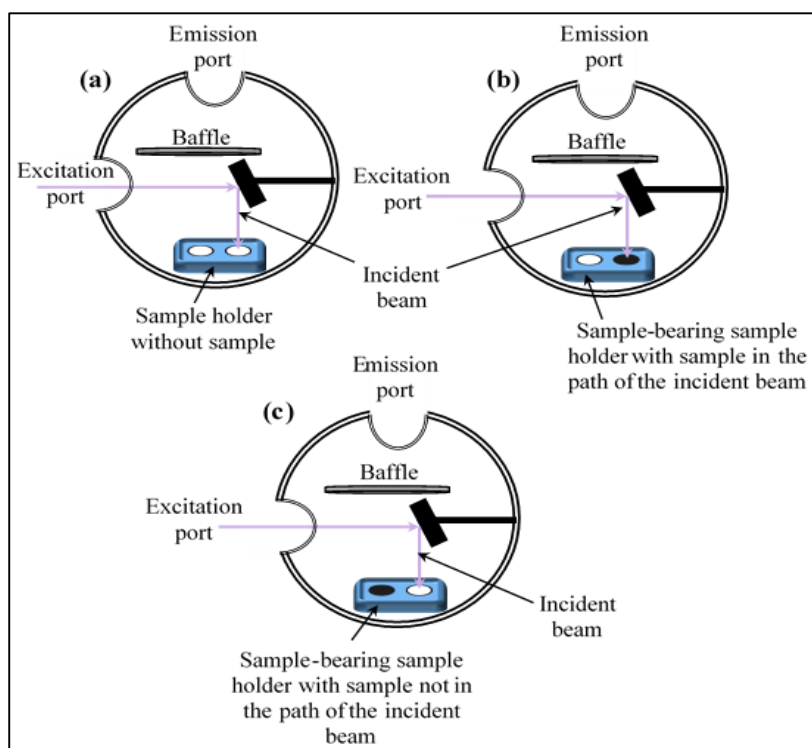 Emission
port
(a)
Baffle
Excitation
port
Sample holder
without sample
Incident
beam
Emission
port
(b)
Baffle
Excitation
port
Sample-bearing sample
holder with sample in the
path of the incident beam
Emission
port
(c)
Baffle
Excitation
port
Incident
beam
Sample-bearing sample
holder with sample not in
the path of the incident
beam